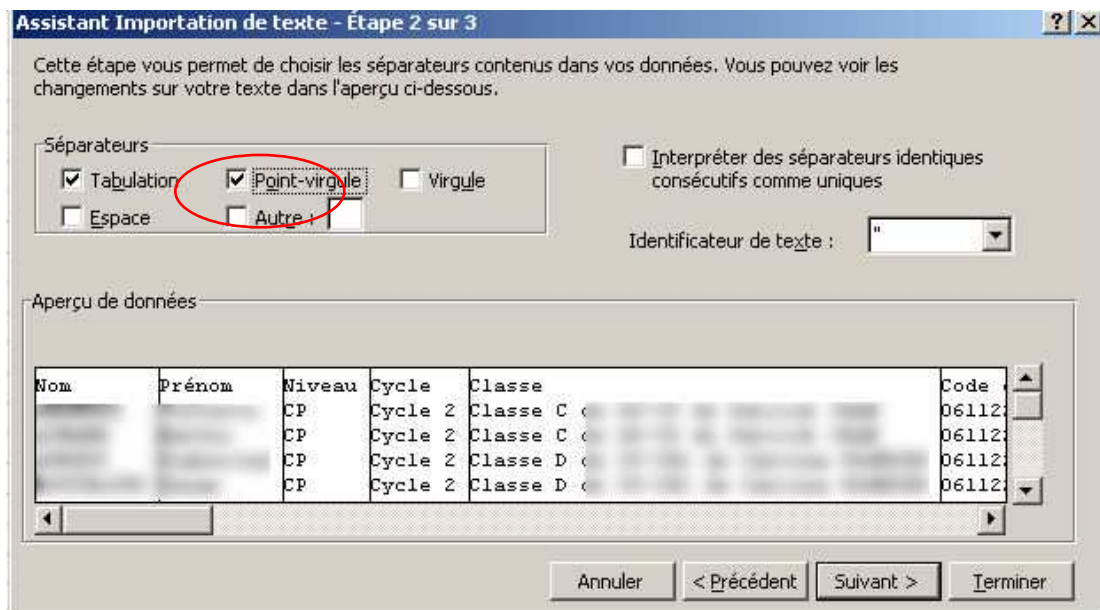 Assistant Importation de texte - Étape 2 sur 3
Cette étape vous permet de choisir les séparateurs contenus dans vos données. Vous pouvez voir les
changements sur votre texte dans l'aperçu ci-dessous.
Séparateurs
Tabulation Point-virgule Virgule
Espace Autre :
Interpréter des séparateurs identiques
consécutifs comme uniques
Identificateur de texte : "
Aperçu de données
Nom Prénom Niveau Cycle Classe Code
CP Cycle 2 Classe C 06112
CP Cycle 2 Classe C 06112
CP Cycle 2 Classe D 06112
CP Cycle 2 Classe D 06112
Annuler < Précédent Suivant > Terminer